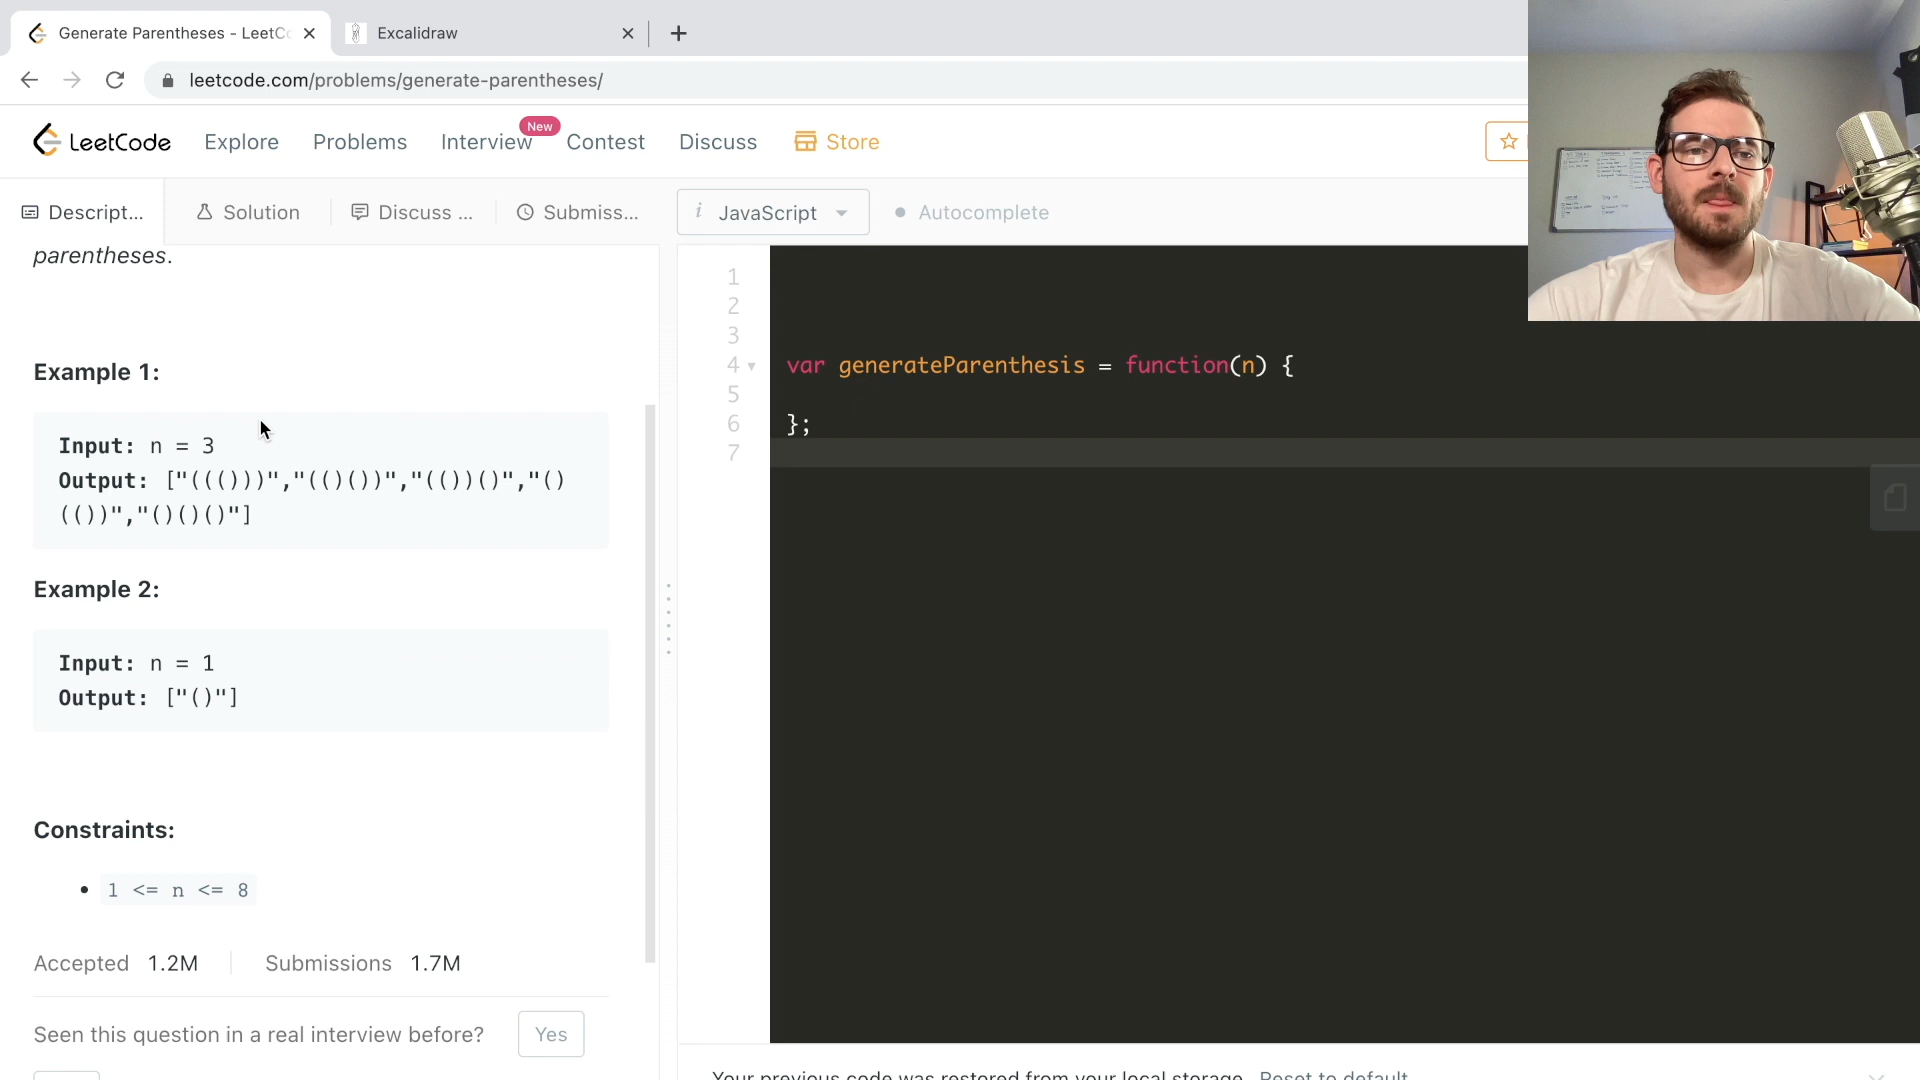 Generate Parentheses - LeetC
Excalidraw
leetcode.com/problems/generate-parentheses/
LeetCode
Explore
Problems
Interview
New
Contest
Discuss
Store
Descript...
Solution
Discuss ...
Submiss...
i JavaScript
Autocomplete
parentheses.
Example 1:
Input: n = 3
Output: ["((()))","(()())","(())()","()
(())","()()()"]
Example 2:
Input: n = 1
Output: ["()"]
Constraints:
1 <= n <= 8
Accepted 1.2M
Submissions 1.7M
Seen this question in a real interview before?
Yes
1
2
3
4 var generateParenthesis = function(n) {
5
6 };
7
Your previous code was restored from your local storage. Reset to default